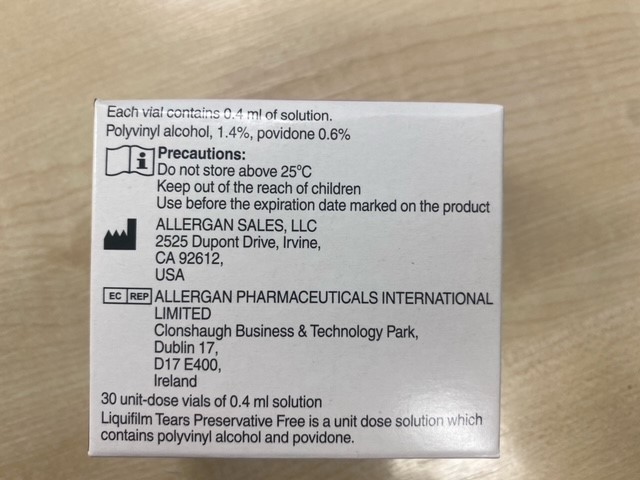 Each vial contains 0.4 ml of solution.
Polyvinyl alcohol, 1.4%, povidone 0.6%
i Precautions:
Do not store above 25°C
Keep out of the reach of children
Use before the expiration date marked on the product
ALLERGAN SALES, LLC
2525 Dupont Drive, Irvine,
CA 92612,
USA
EC REP ALLERGAN PHARMACEUTICALS INTERNATIONAL
LIMITED
Clonshaugh Business & Technology Park,
Dublin 17,
D17 E400,
Ireland
30 unit-dose vials of 0.4 ml solution
Liquifilm Tears Preservative Free is a unit dose solution which
contains polyvinyl alcohol and povidone.